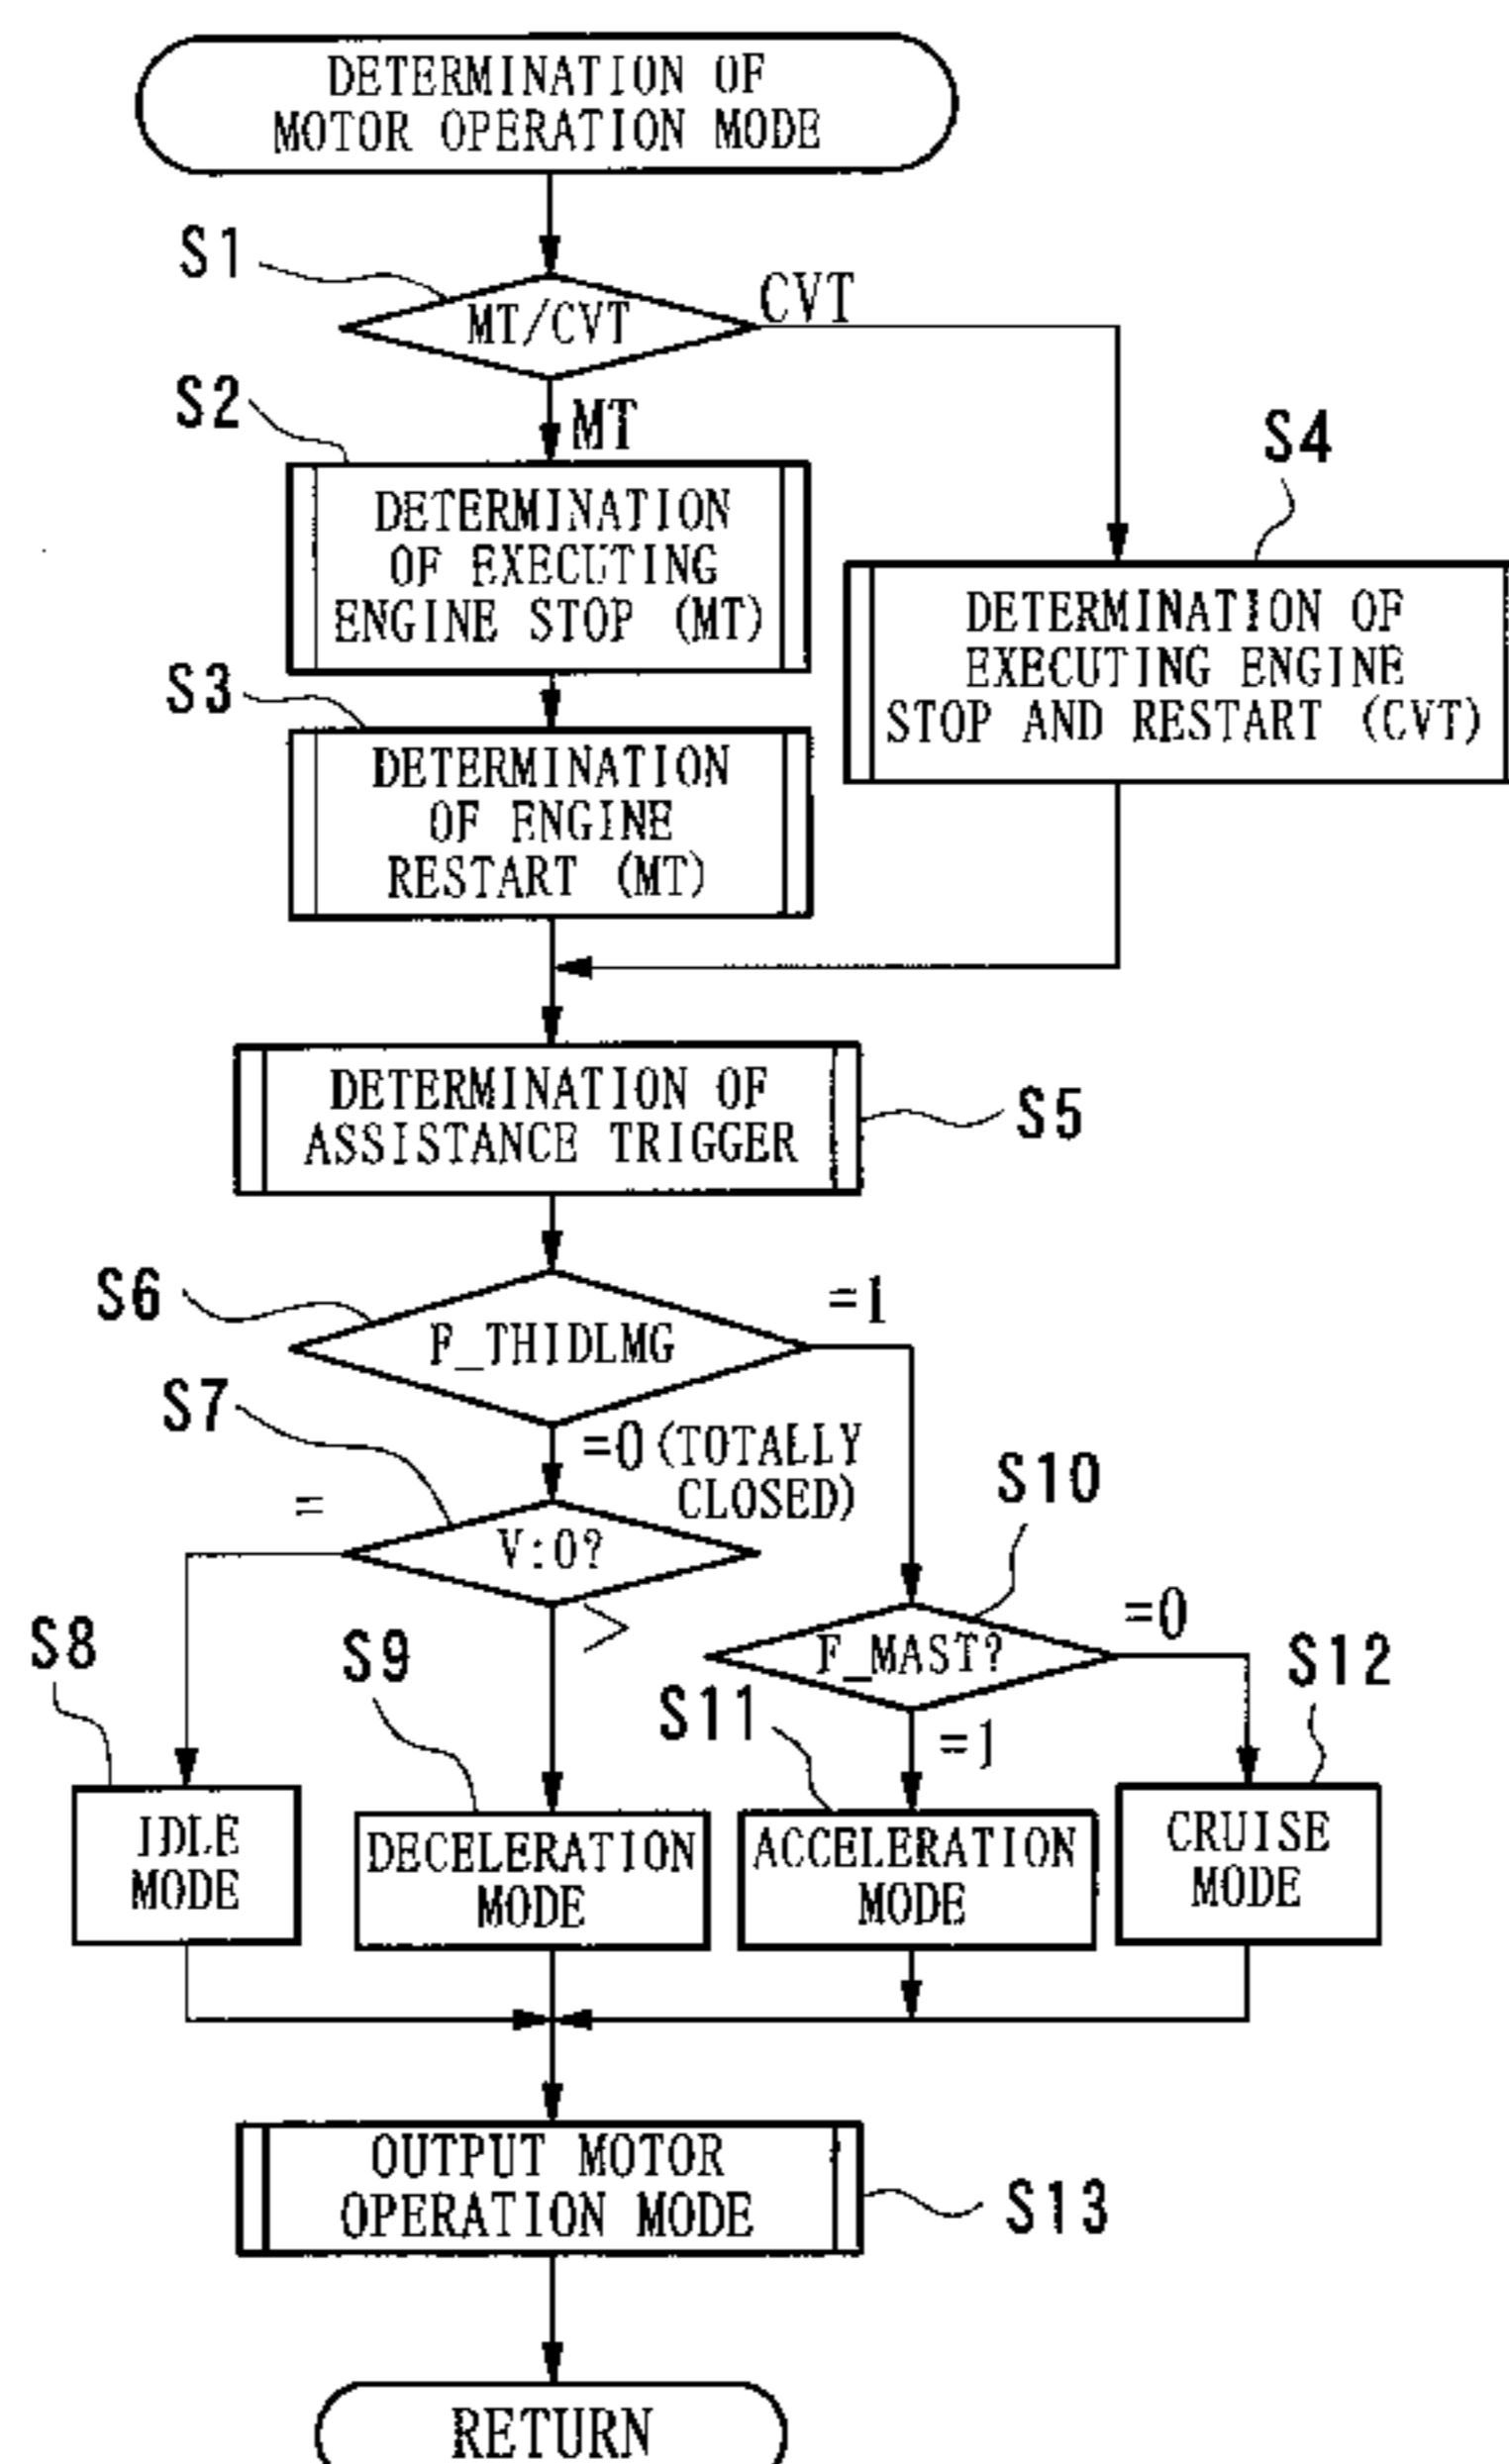 DETERMINATION OF
MOTOR OPERATION MODE
S1
MT/CVT
CVT
MT
S2
DETERMINATION
OF EXECUTING
ENGINE STOP (MT)
S4
DETERMINATION OF
EXECUTING ENGINE
STOP AND RESTART (CVT)
S3
DETERMINATION
OF ENGINE
RESTART (MT)
DETERMINATION OF
ASSISTANCE TRIGGER
S5
S6
F_THIDLMG
=1
=0 (TOTALLY
CLOSED)
S7
V:0?
=
>
S10
F_MAST?
=0
=1
S8
IDLE
MODE
S9
DECELERATION
MODE
S11
ACCELERATION
MODE
S12
CRUISE
MODE
OUTPUT MOTOR
OPERATION MODE
S13
RETURN